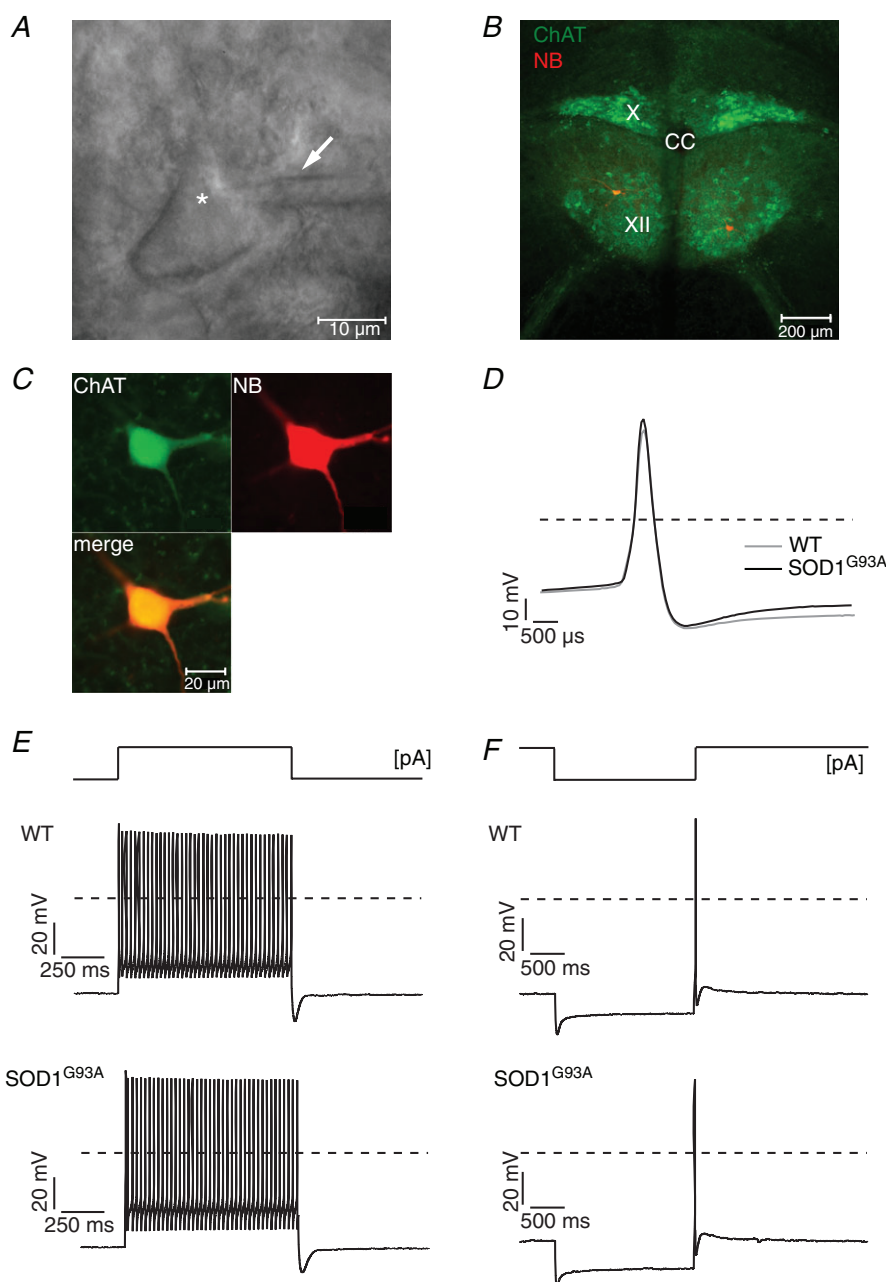 A
*
10 µm
B
ChAT
NB
X
CC
XII
200 µm
C
ChAT
NB
merge
20 µm
D
WT
SOD1G93A
10 mV
500 µs
E
[pA]
WT
20 mV
250 ms
SOD1G93A
20 mV
250 ms
F
[pA]
WT
20 mV
500 ms
SOD1G93A
20 mV
500 ms